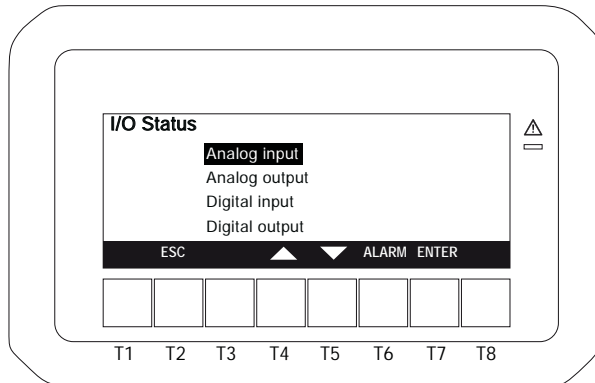 I/O Status
Analog input
Analog output
Digital input
Digital output
ESC ALARM ENTER
T1 T2 T3 T4 T5 T6 T7 T8